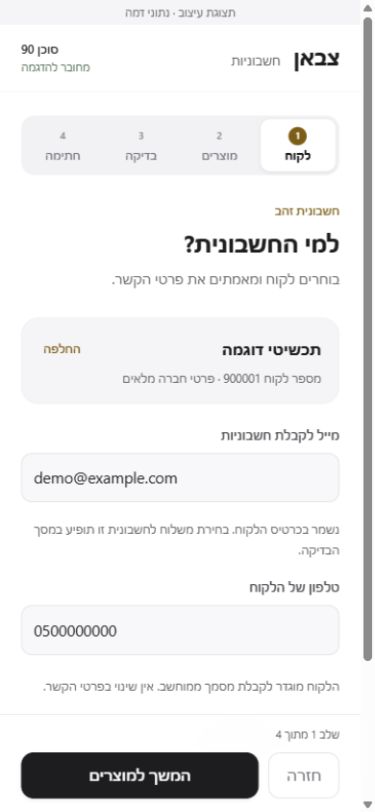 תצוגת עיצוב · נתוני דמה
צבאן חשבוניות
סוכן 90
מחובר להדגמה
1
לקוח
2
מוצרים
3
בדיקה
4
חתימה
חשבונית זהב
למי החשבונית?
בוחרים לקוח ומאמתים את פרטי הקשר.
תכשיטי דוגמה
החלפה
מספר לקוח 900001 · פרטי חברה מלאים
מייל לקבלת חשבוניות
demo@example.com
נשמר בכרטיס הלקוח. בחירת משלוח לחשבונית זו תופיע במסך
הבדיקה.
טלפון של הלקוח
0500000000
הלקוח מוגדר לקבלת מסמך ממוחשב. אין שינוי בפרטי הקשר.
שלב 1 מתוך 4
חזרה
המשך למוצרים